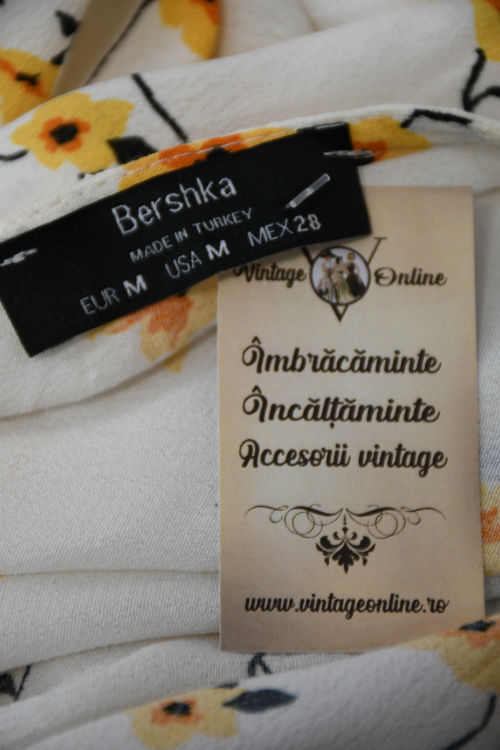 Bershka
MADE IN TURKEY
EUR M USA M MEX 28
Vintage Online
Îmbrăcăminte
Încălțăminte
Accesorii vintage
www.vintageonline.ro